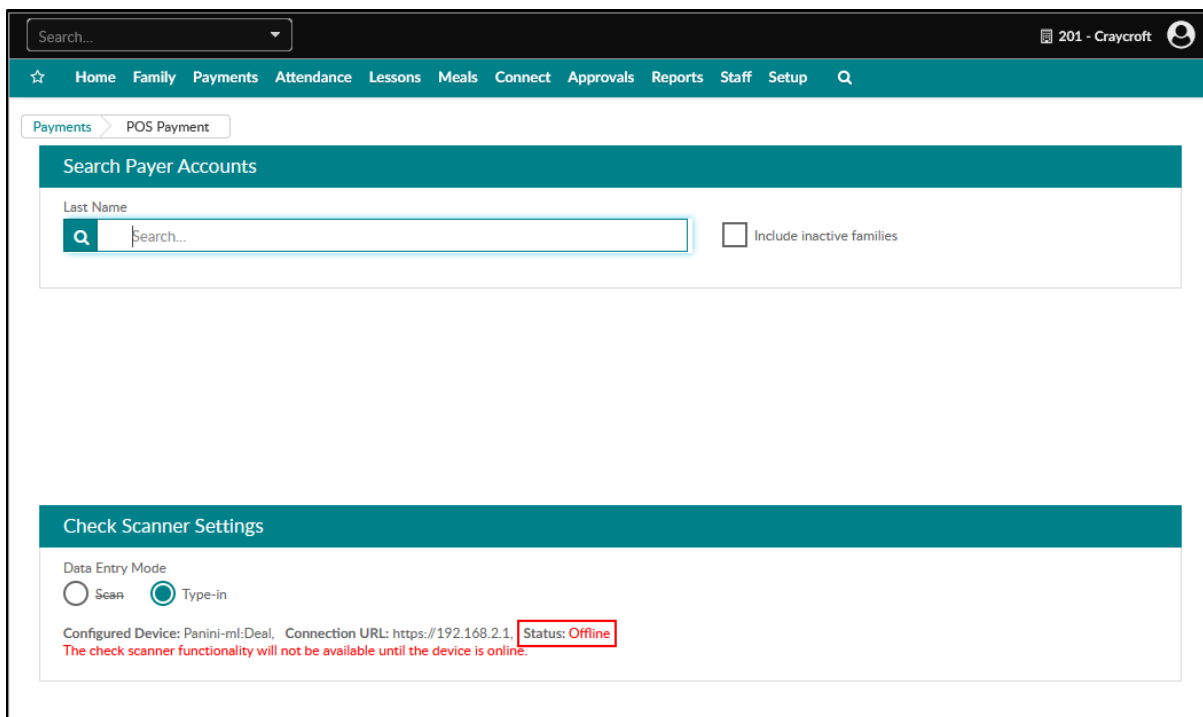 Search...
201 - Craycroft
Home Family Payments Attendance Lessons Meals Connect Approvals Reports Staff Setup
Payments POS Payment
Search Payer Accounts
Last Name
Search...
Include inactive families
Check Scanner Settings
Data Entry Mode
Scan Type-in
Configured Device: Panini-ml:Deal, Connection URL: https://192.168.2.1, Status: Offline
The check scanner functionality will not be available until the device is online.